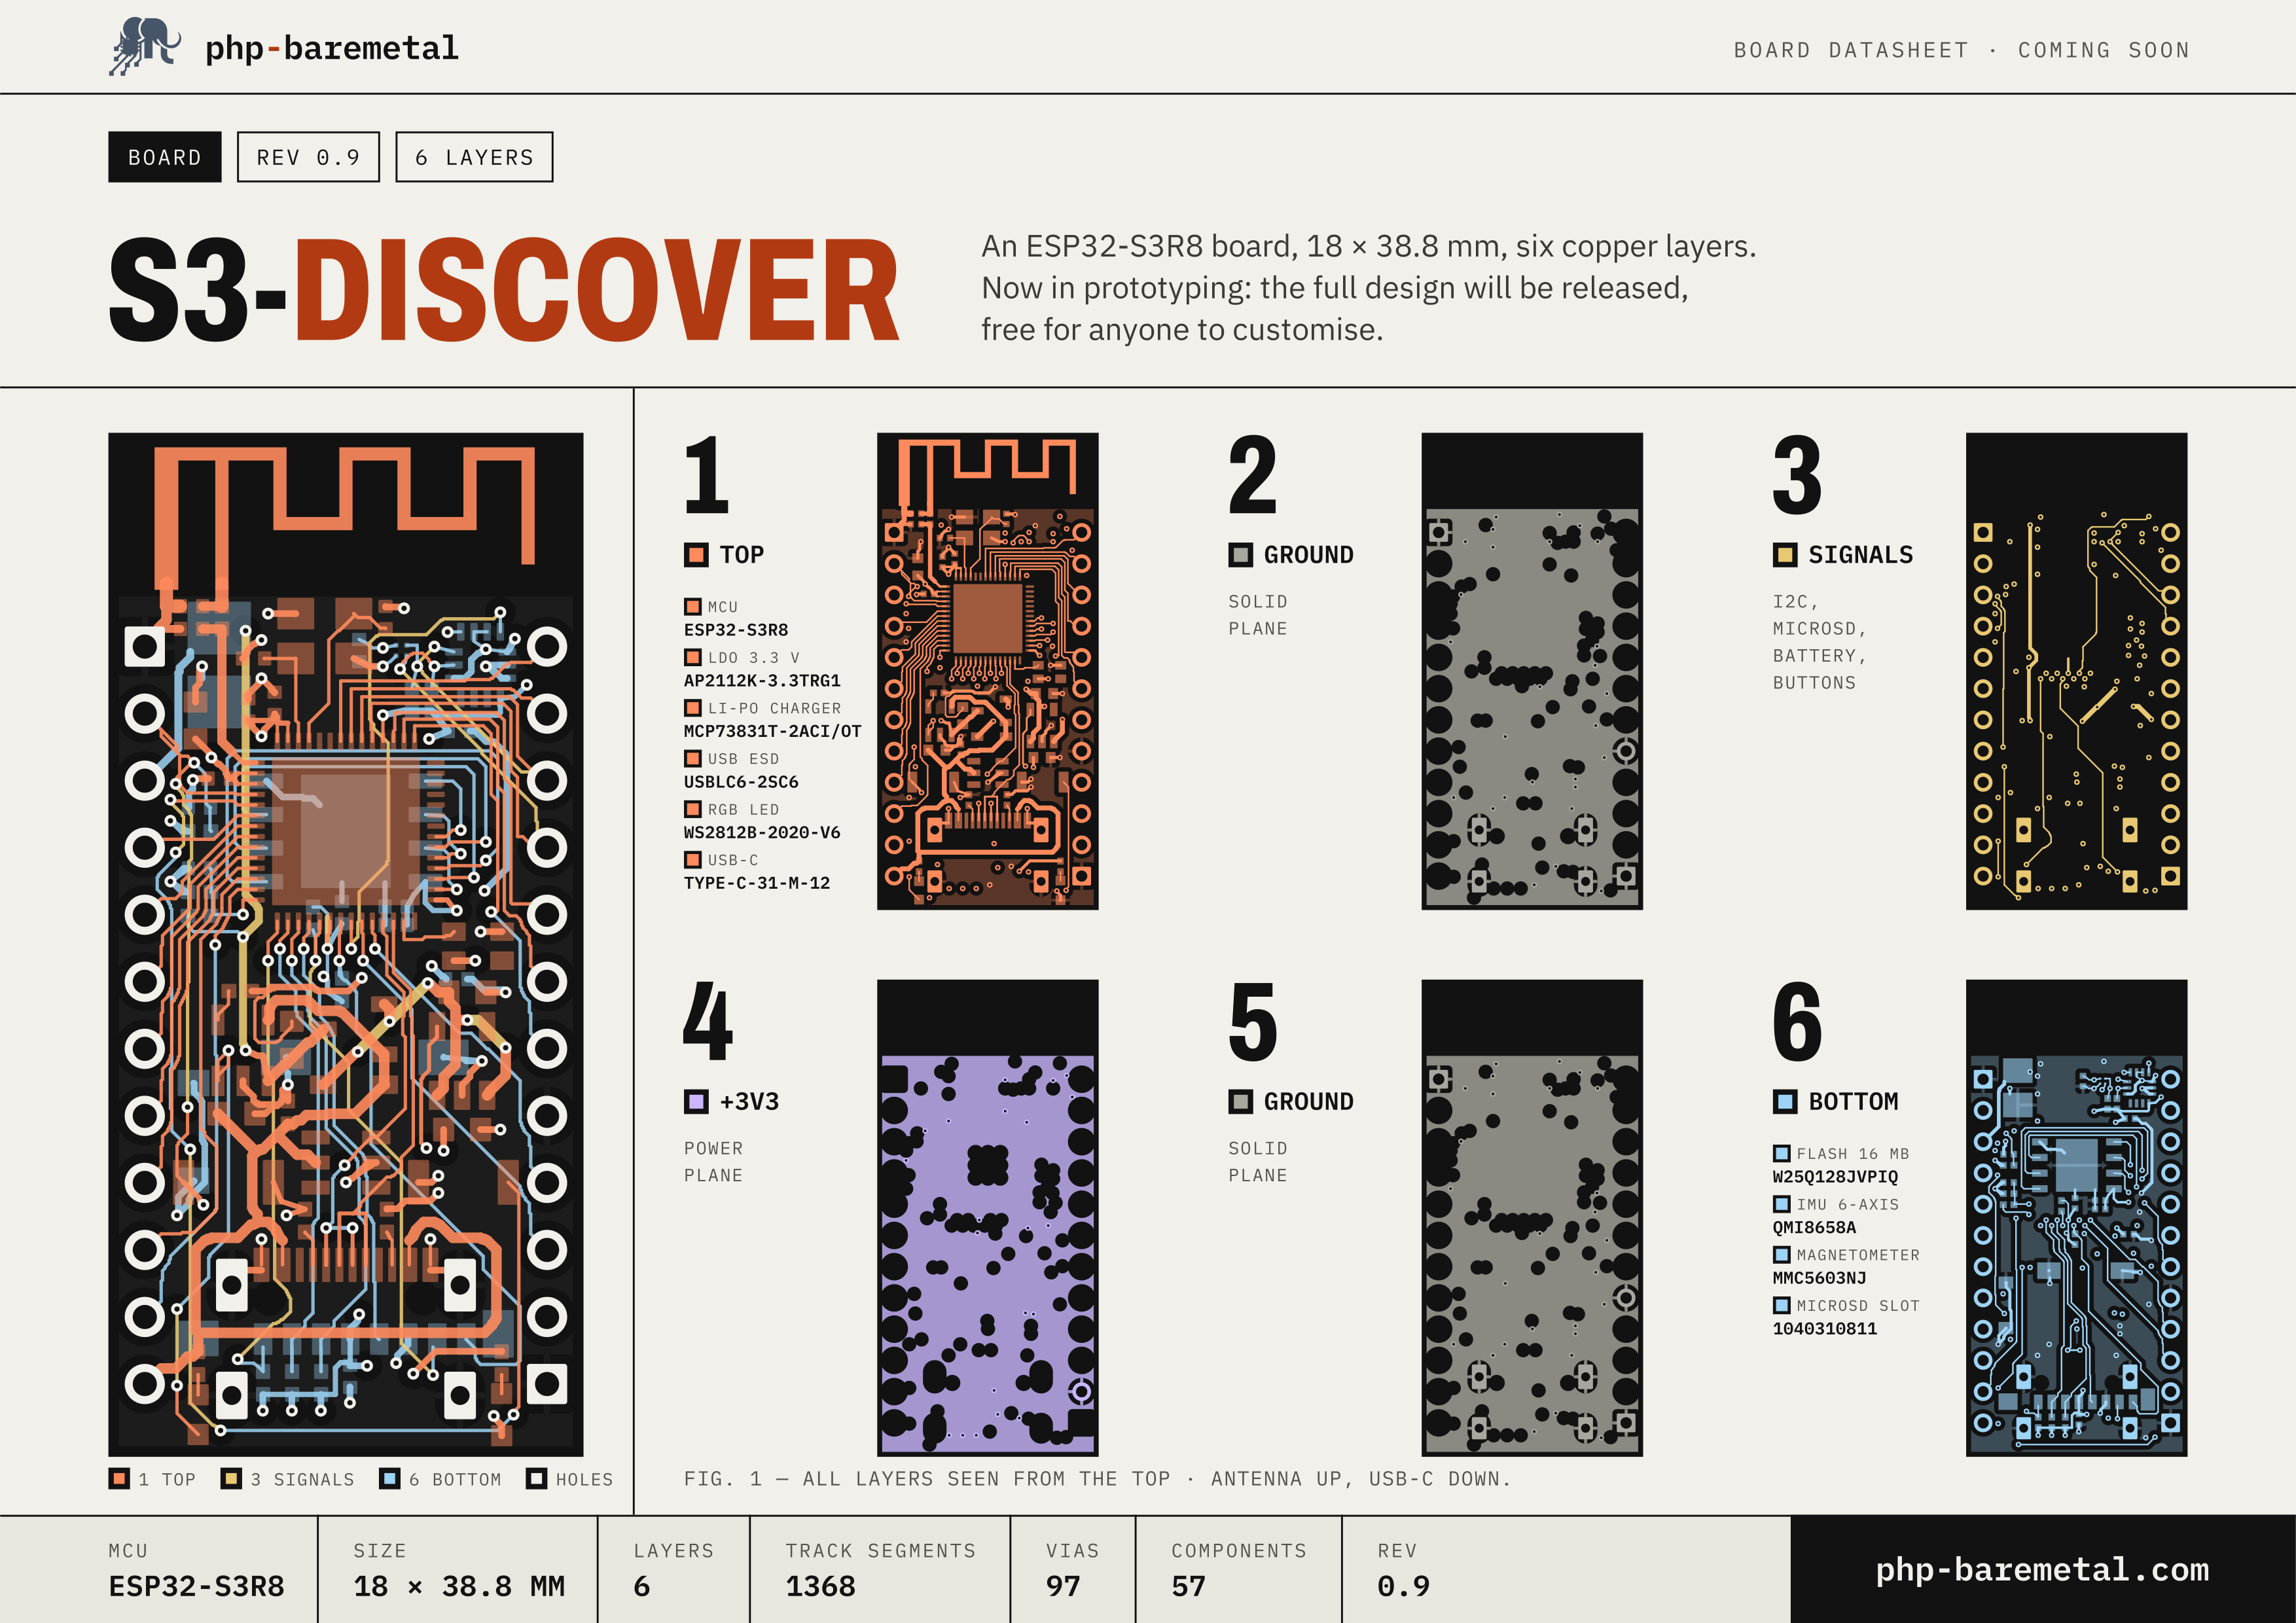 php-baremetal
BOARD DATASHEET · COMING SOON
BOARD
REV 0.9
6 LAYERS
S3-DISCOVER
An ESP32-S3R8 board, 18 × 38.8 mm, six copper layers.
Now in prototyping: the full design will be released,
free for anyone to customise.
1 TOP
3 SIGNALS
6 BOTTOM
HOLES
1
TOP
MCU
ESP32-S3R8
LDO 3.3 V
AP2112K-3.3TRG1
LI-PO CHARGER
MCP73831T-2ACI/OT
USB ESD
USBLC6-2SC6
RGB LED
WS2812B-2020-V6
USB-C
TYPE-C-31-M-12
2
GROUND
SOLID
PLANE
3
SIGNALS
I2C,
MICROSD,
BATTERY,
BUTTONS
4
+3V3
POWER
PLANE
5
GROUND
SOLID
PLANE
6
BOTTOM
FLASH 16 MB
W25Q128JVPIQ
IMU 6-AXIS
QMI8658A
MAGNETOMETER
MMC5603NJ
MICROSD SLOT
1040310811
FIG. 1 — ALL LAYERS SEEN FROM THE TOP · ANTENNA UP, USB-C DOWN.
MCU
ESP32-S3R8
SIZE
18 × 38.8 MM
LAYERS
6
TRACK SEGMENTS
1368
VIAS
97
COMPONENTS
57
REV
0.9
php-baremetal.com